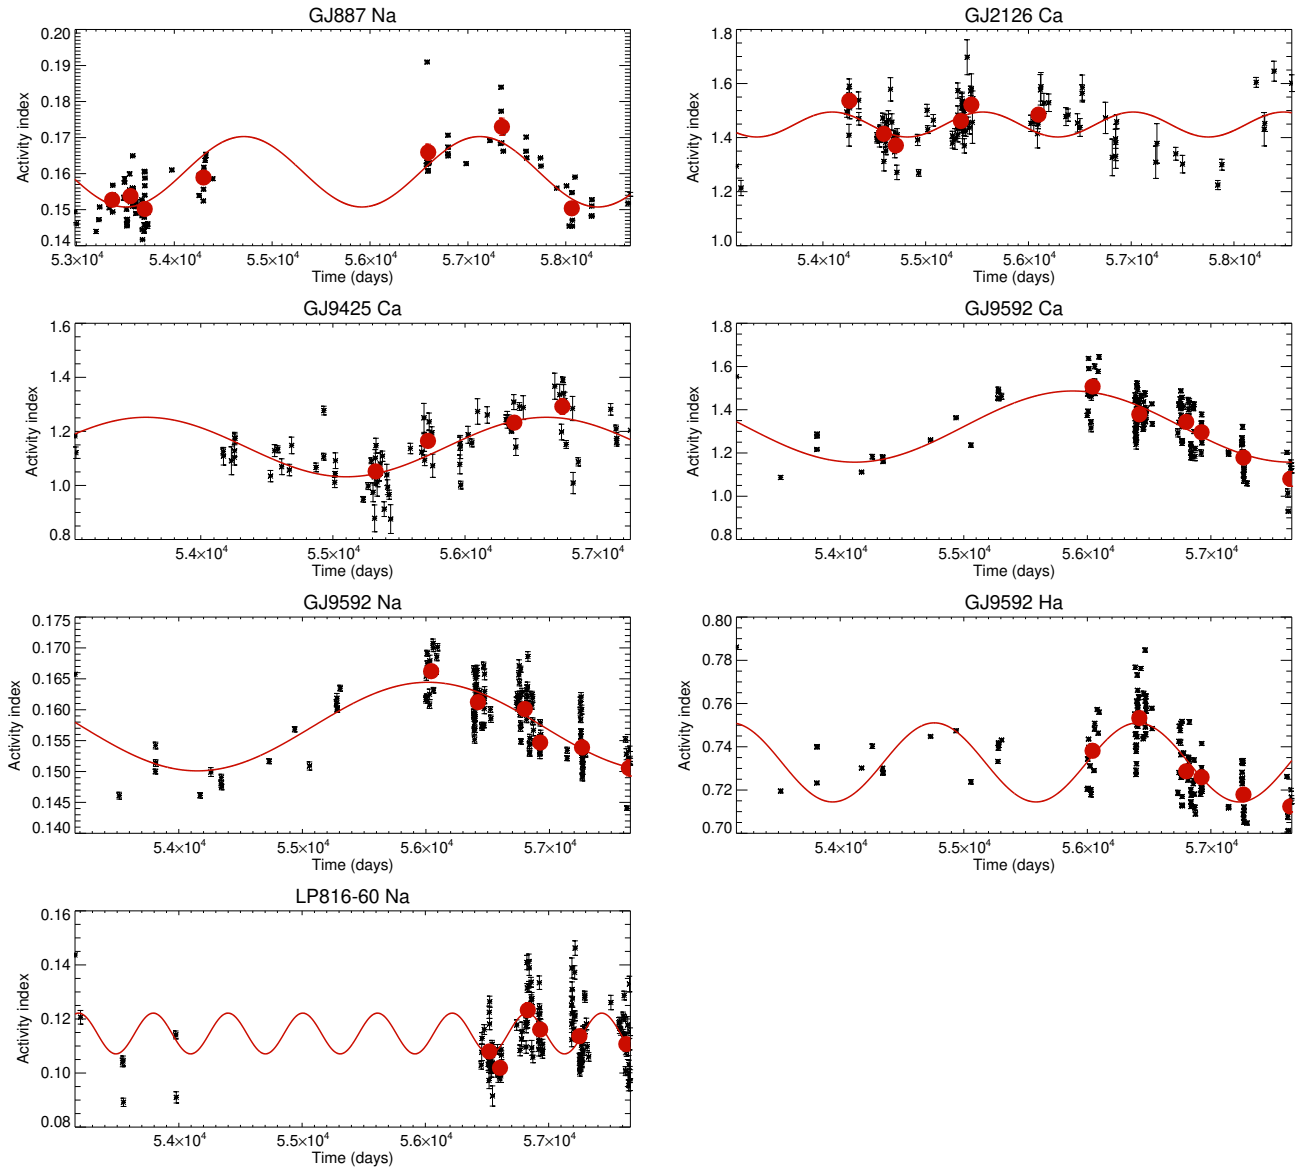 GJ887 Na
Activity index
0.20
0.19
0.18
0.17
0.16
0.15
0.14
5.3×10⁴ 5.4×10⁴ 5.5×10⁴ 5.6×10⁴ 5.7×10⁴ 5.8×10⁴
Time (days)
GJ2126 Ca
Activity index
1.8
1.6
1.4
1.2
1.0
5.4×10⁴ 5.5×10⁴ 5.6×10⁴ 5.7×10⁴ 5.8×10⁴
Time (days)
GJ9425 Ca
Activity index
1.6
1.4
1.2
1.0
0.8
5.4×10⁴ 5.5×10⁴ 5.6×10⁴ 5.7×10⁴
Time (days)
GJ9592 Ca
Activity index
1.8
1.6
1.4
1.2
1.0
0.8
5.4×10⁴ 5.5×10⁴ 5.6×10⁴ 5.7×10⁴
Time (days)
GJ9592 Na
Activity index
0.175
0.170
0.165
0.160
0.155
0.150
0.145
0.140
5.4×10⁴ 5.5×10⁴ 5.6×10⁴ 5.7×10⁴
Time (days)
GJ9592 Ha
Activity index
0.80
0.78
0.76
0.74
0.72
0.70
5.4×10⁴ 5.5×10⁴ 5.6×10⁴ 5.7×10⁴
Time (days)
LP816-60 Na
Activity index
0.16
0.14
0.12
0.10
0.08
5.4×10⁴ 5.5×10⁴ 5.6×10⁴ 5.7×10⁴
Time (days)